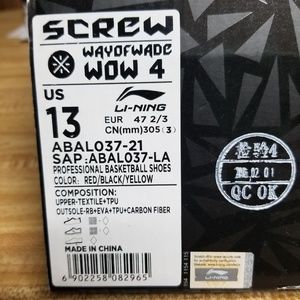 SCREW
WAYOFWADE
WOW 4
US
13
LI-NING
EUR 47 2/3
CN(mm)305(3)
ABAL037-21
SAP:ABAL037-LA
PROFESSIONAL BASKETBALL SHOES
COLOR: RED/BLACK/YELLOW
COMPOSITION:
UPPER-TEXTILE+TPU
OUTSOLE-RB+EVA+TPU+CARBON FIBER
MADE IN CHINA
6 902258 082965
QC OK
LI-NING